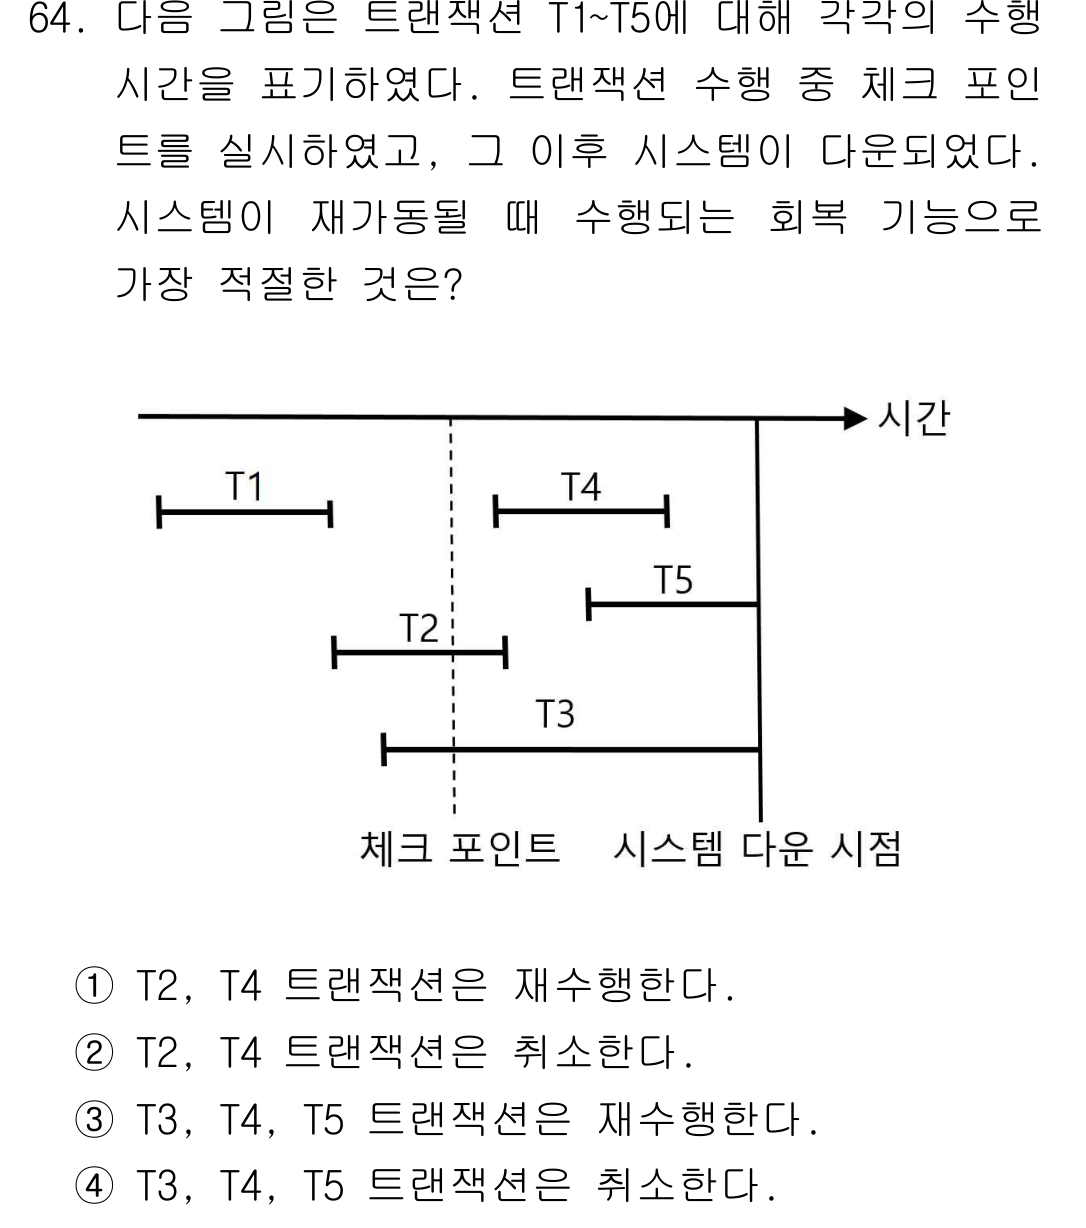 64. 다음 그림은 트랜잭션 T1~T5에 대해 각각의 수행
시간을 표기하였다. 트랜잭션 수행 중 체크 포인
트를 실시하였고, 그 이후 시스템이 다운되었다.
시스템이 재가동될 때 수행되는 회복 기능으로
가장 적절한 것은?
시간
T1
T4
T5
T2
T3
체크 포인트
시스템 다운 시점
① T2, T4 트랜잭션은 재수행한다.
② T2, T4 트랜잭션은 취소한다.
③ T3, T4, T5 트랜잭션은 재수행한다.
④ T3, T4, T5 트랜잭션은 취소한다.